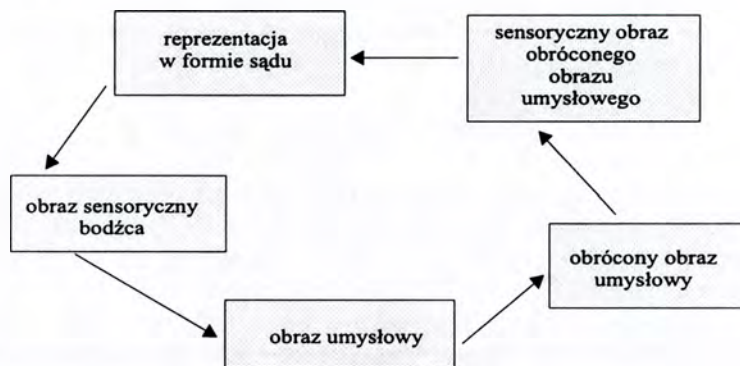 reprezentacja
w formie sądu
sensoryczny obraz
obróconego
obrazu
umysłowego
obraz sensoryczny
bodźca
obrócony obraz
umysłowy
obraz umysłowy